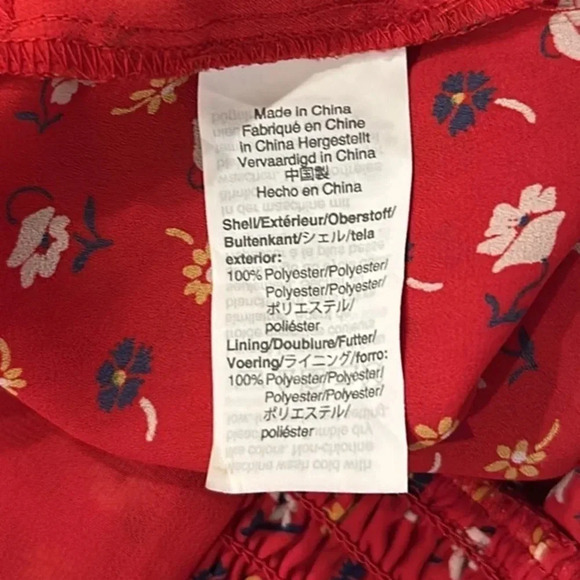 Made in China
Fabriqué en Chine
in China Hergestellt
Vervaardigd in China
中国製
Hecho en China
Shell/Extérieur/Oberstoff/
Buitenkant/シェル/tela
exterior:
100% Polyester/Polyester/
Polyester/Polyester/
ポリエステル/
poliéster
Lining/Doublure/Futter/
Voering/ライニング/forro:
100% Polyester/Polyester/
Polyester/Polyester/
ポリエステル/
poliéster